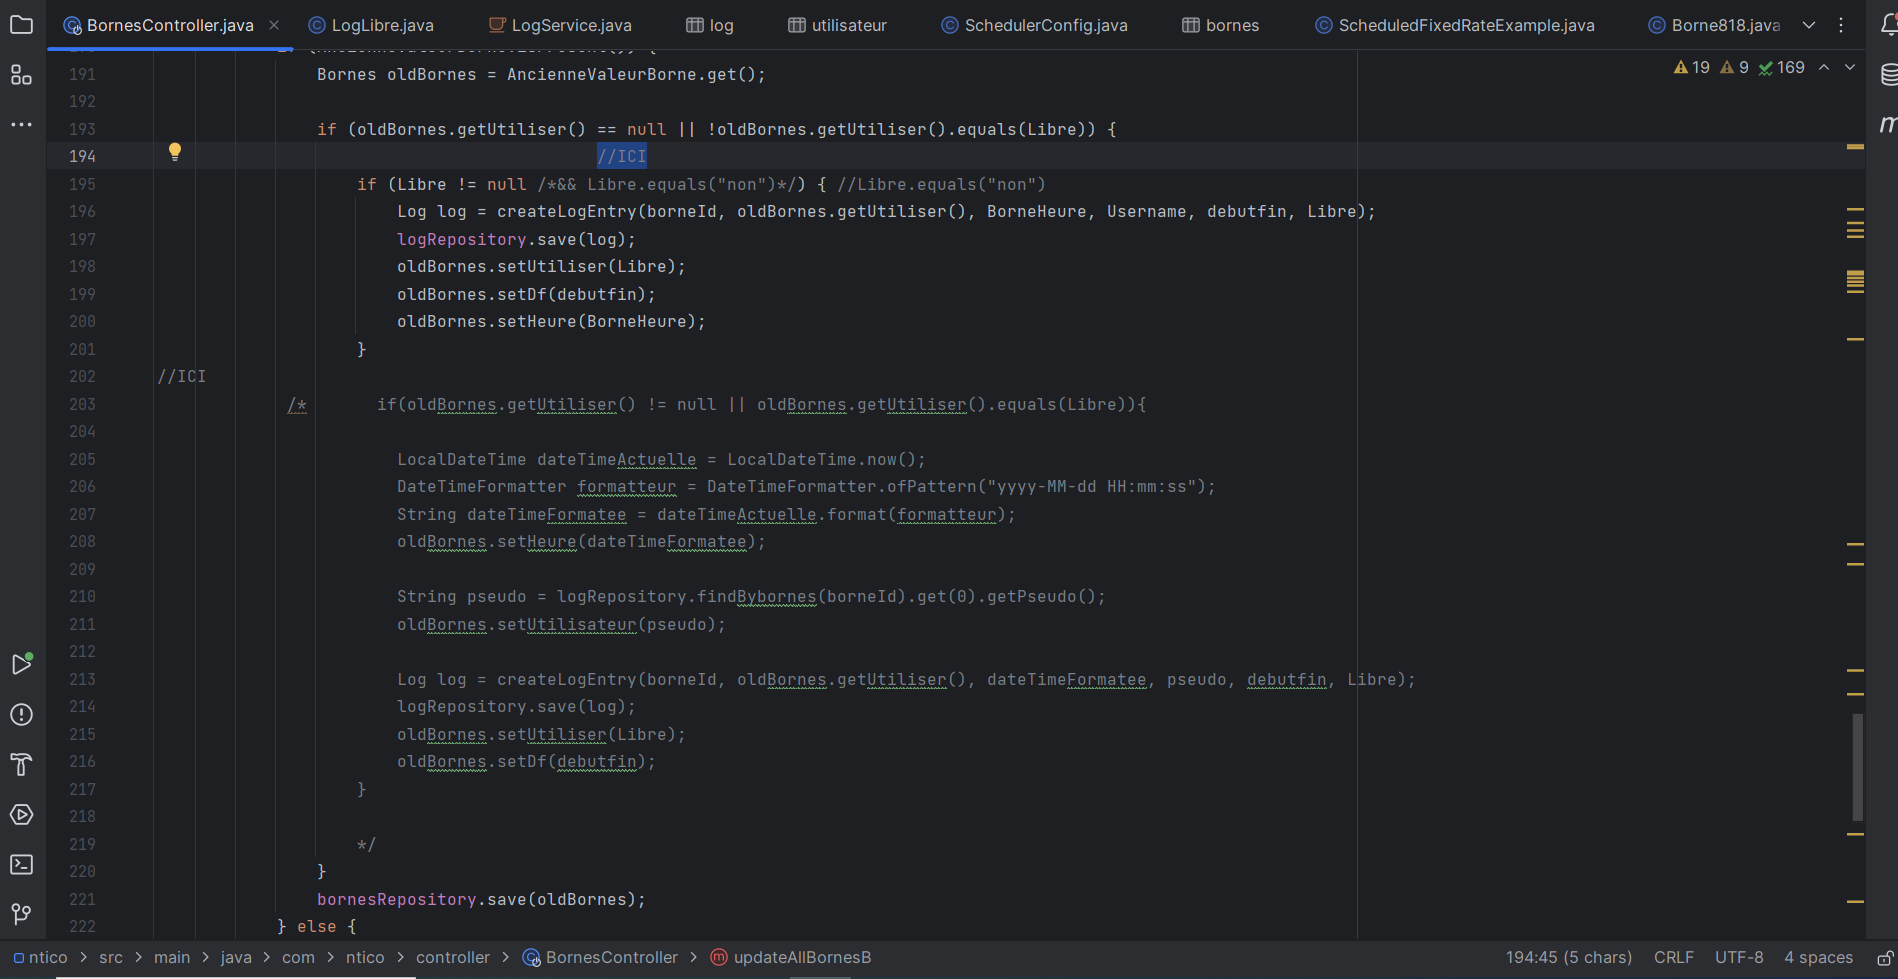 BornesController.java
LogLibre.java
LogService.java
log
utilisateur
SchedulerConfig.java
bornes
ScheduledFixedRateExample.java
Borne818.java
19 9 169
191 Bornes oldBornes = AncienneValeurBorne.get();
192
193 if (oldBornes.getUtiliser() == null || !oldBornes.getUtiliser().equals(Libre)) {
194 //ICI
195 if (Libre != null /*&& Libre.equals("non")*/) { //Libre.equals("non")
196 Log log = createLogEntry(borneId, oldBornes.getUtiliser(), BorneHeure, Username, debutfin, Libre);
197 logRepository.save(log);
198 oldBornes.setUtiliser(Libre);
199 oldBornes.setDf(debutfin);
200 oldBornes.setHeure(BorneHeure);
201 }
202 //ICI
203 /* if(oldBornes.getUtiliser() != null || oldBornes.getUtiliser().equals(Libre)){
204
205 LocalDateTime dateTimeActuelle = LocalDateTime.now();
206 DateTimeFormatter formatteur = DateTimeFormatter.ofPattern("yyyy-MM-dd HH:mm:ss");
207 String dateTimeFormatee = dateTimeActuelle.format(formatteur);
208 oldBornes.setHeure(dateTimeFormatee);
209
210 String pseudo = logRepository.findBybornes(borneId).get(0).getPseudo();
211 oldBornes.setUtilisateur(pseudo);
212
213 Log log = createLogEntry(borneId, oldBornes.getUtiliser(), dateTimeFormatee, pseudo, debutfin, Libre);
214 logRepository.save(log);
215 oldBornes.setUtiliser(Libre);
216 oldBornes.setDf(debutfin);
217 }
218
219 */
220 }
221 bornesRepository.save(oldBornes);
222 } else {
ntico > src > main > java > com > ntico > controller > BornesController > updateAllBornesB
194:45 (5 chars) CRLF UTF-8 4 spaces